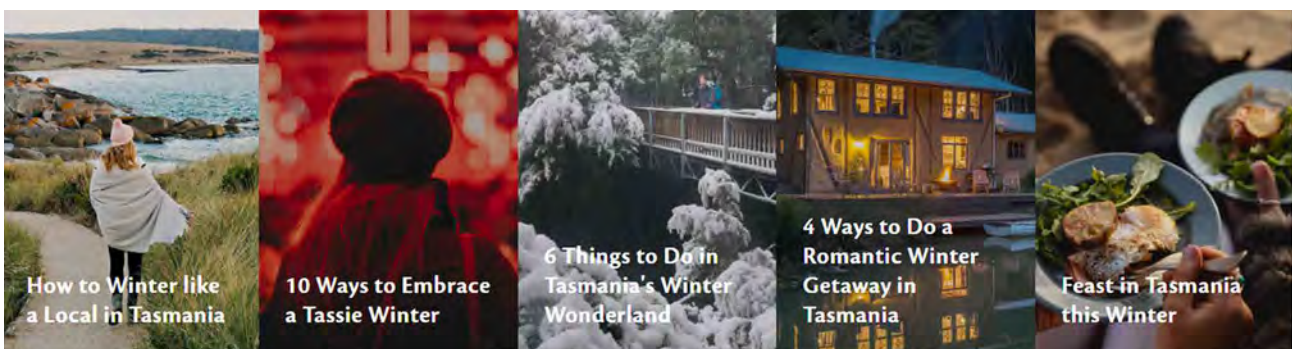 How to Winter like
a Local in Tasmania
10 Ways to Embrace
a Tassie Winter
6 Things to Do in
Tasmania's Winter
Wonderland
4 Ways to Do a
Romantic Winter
Getaway in
Tasmania
Feast in Tasmania
this Winter